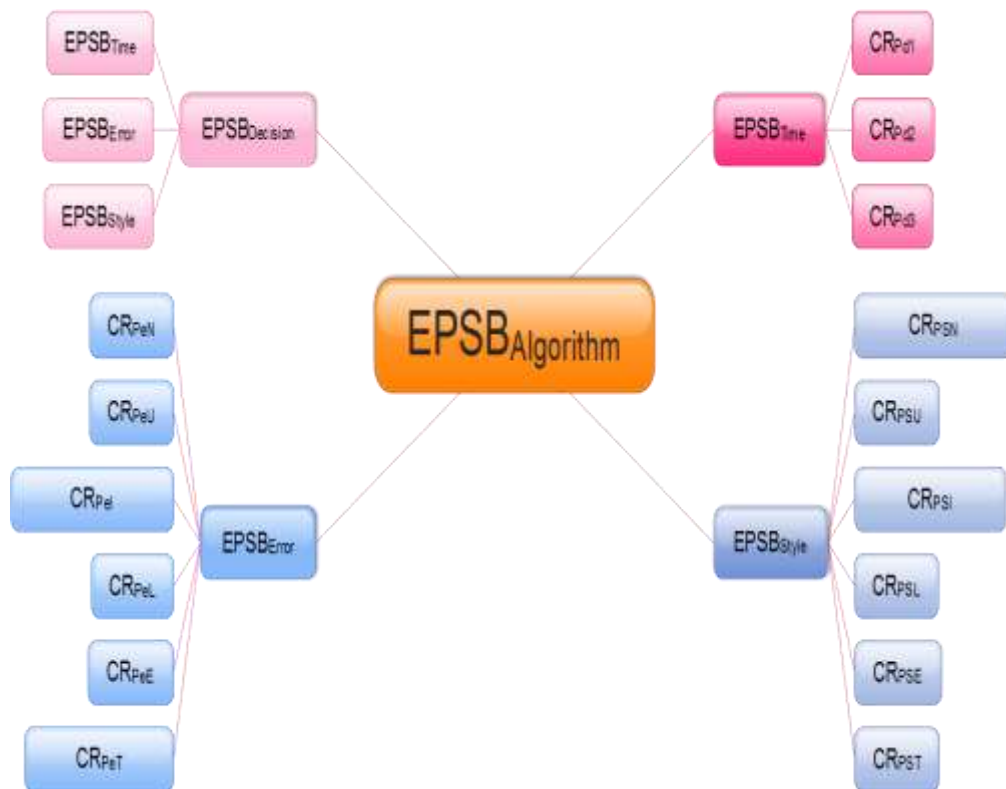 EPSBTime
EPSBError
EPSBStyle
EPSBDecision
EPSBTime
CRPd1
CRPd2
CRPd3
EPSBAlgorithm
CRPeN
CRPeU
CRPeI
CRPeL
CRPeE
CRPeT
EPSBError
EPSBStyle
CRPSN
CRPSU
CRPSI
CRPSL
CRPSE
CRPST